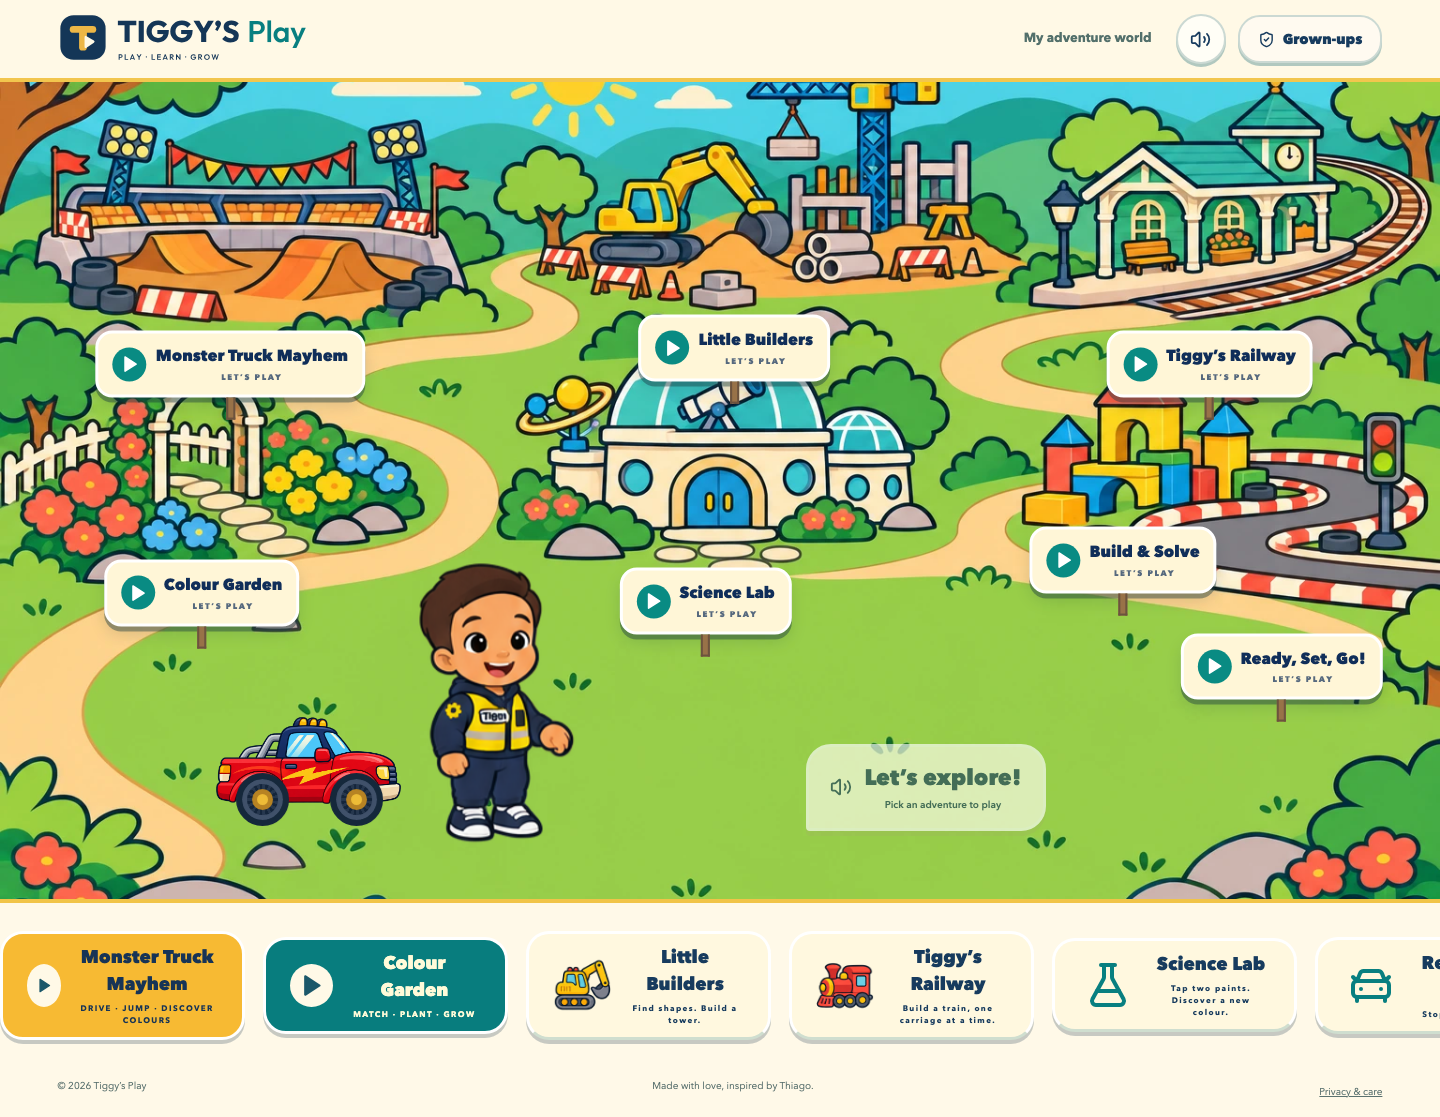 TIGGY'S Play
PLAY · LEARN · GROW
My adventure world
Grown-ups
Monster Truck Mayhem
LET'S PLAY
Little Builders
LET'S PLAY
Tiggy's Railway
LET'S PLAY
Colour Garden
LET'S PLAY
Science Lab
LET'S PLAY
Build & Solve
LET'S PLAY
Ready, Set, Go!
LET'S PLAY
Let's explore!
Pick an adventure to play
Monster Truck
Mayhem
DRIVE · JUMP · DISCOVER
COLOURS
Colour
Garden
MATCH · PLANT · GROW
Little
Builders
Find shapes. Build a
tower.
Tiggy's
Railway
Build a train, one
carriage at a time.
Science Lab
Tap two paints.
Discover a new
colour.
© 2026 Tiggy's Play
Made with love, inspired by Thiago.
Privacy & care